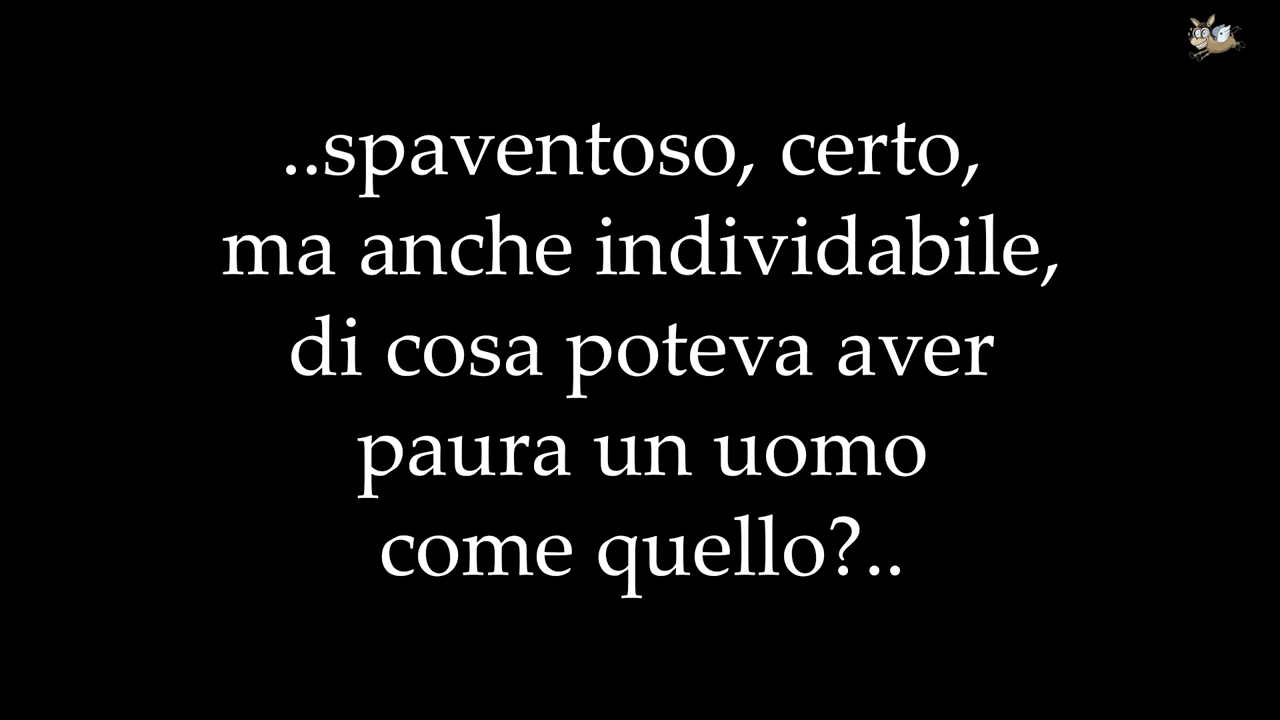 ..spaventoso, certo,
ma anche individabile,
di cosa poteva aver
paura un uomo
come quello?..